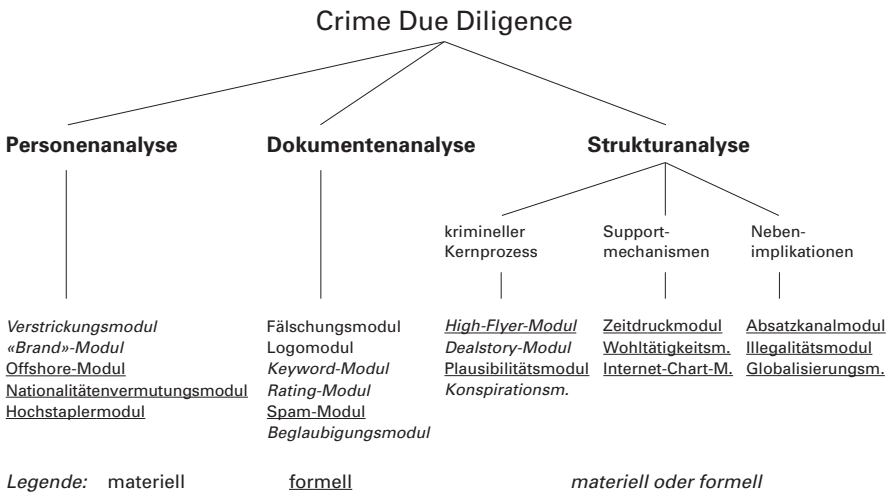 Crime Due Diligence
Personenanalyse
Dokumentenanalyse
Strukturanalyse
krimineller
Kernprozess
Support-
mechanismen
Neben-
implikationen
Verstrickungsmodul
«Brand»-Modul
Offshore-Modul
Nationalitätenvermutungsmodul
Hochstaplermodul
Fälschungsmodul
Logomodul
Keyword-Modul
Rating-Modul
Spam-Modul
Beglaubigungsmodul
High-Flyer-Modul
Dealstory-Modul
Plausibilitätsmodul
Konspirationsm.
Zeitdruckmodul
Wohltätigkeitsm.
Internet-Chart-M.
Absatzkanalmodul
Illegalitätsmodul
Globalisierungsm.
Legende: materiell formell materiell oder formell